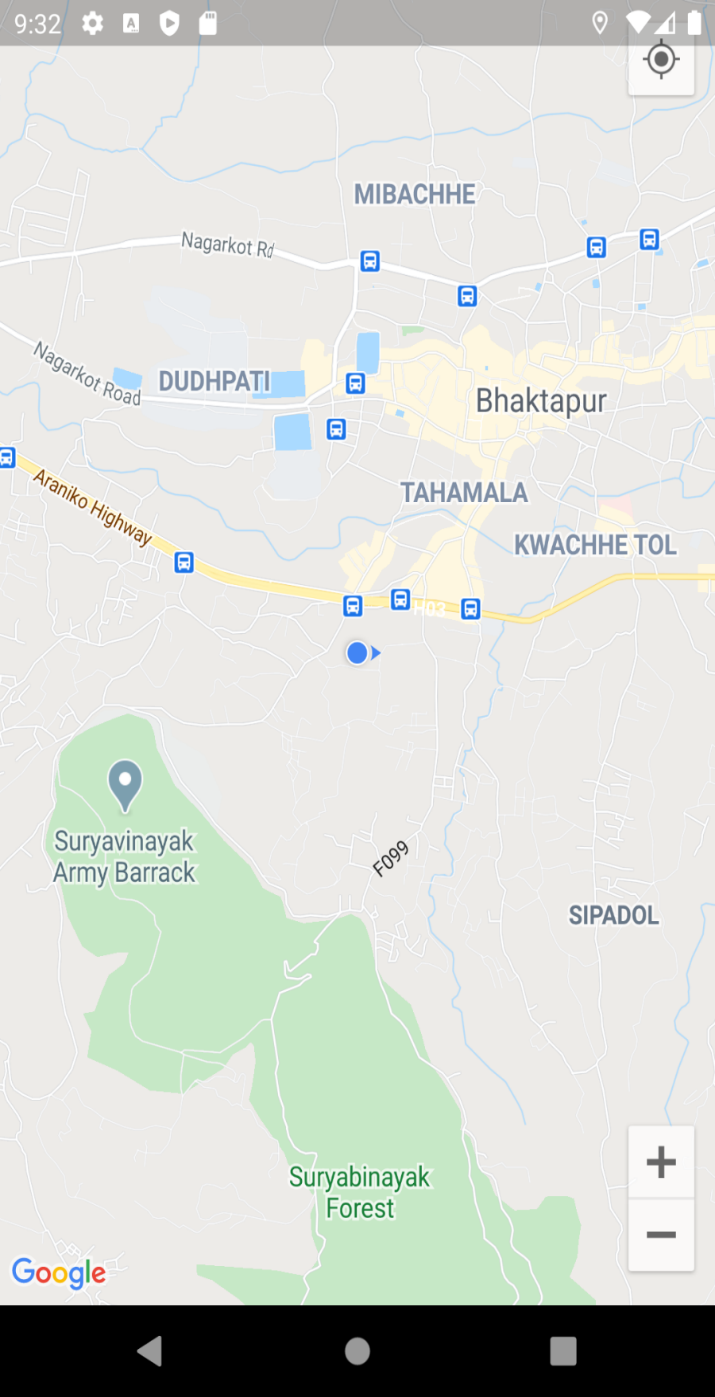 9:32
MIBACHHE
Nagarkot Rd
Nagarkot Road
DUDHPATI
Bhaktapur
Araniko Highway
TAHAMALA
KWACHHE TOL
H03
Suryavinayak
Army Barrack
F099
SIPADOL
Suryabinayak
Forest
Google